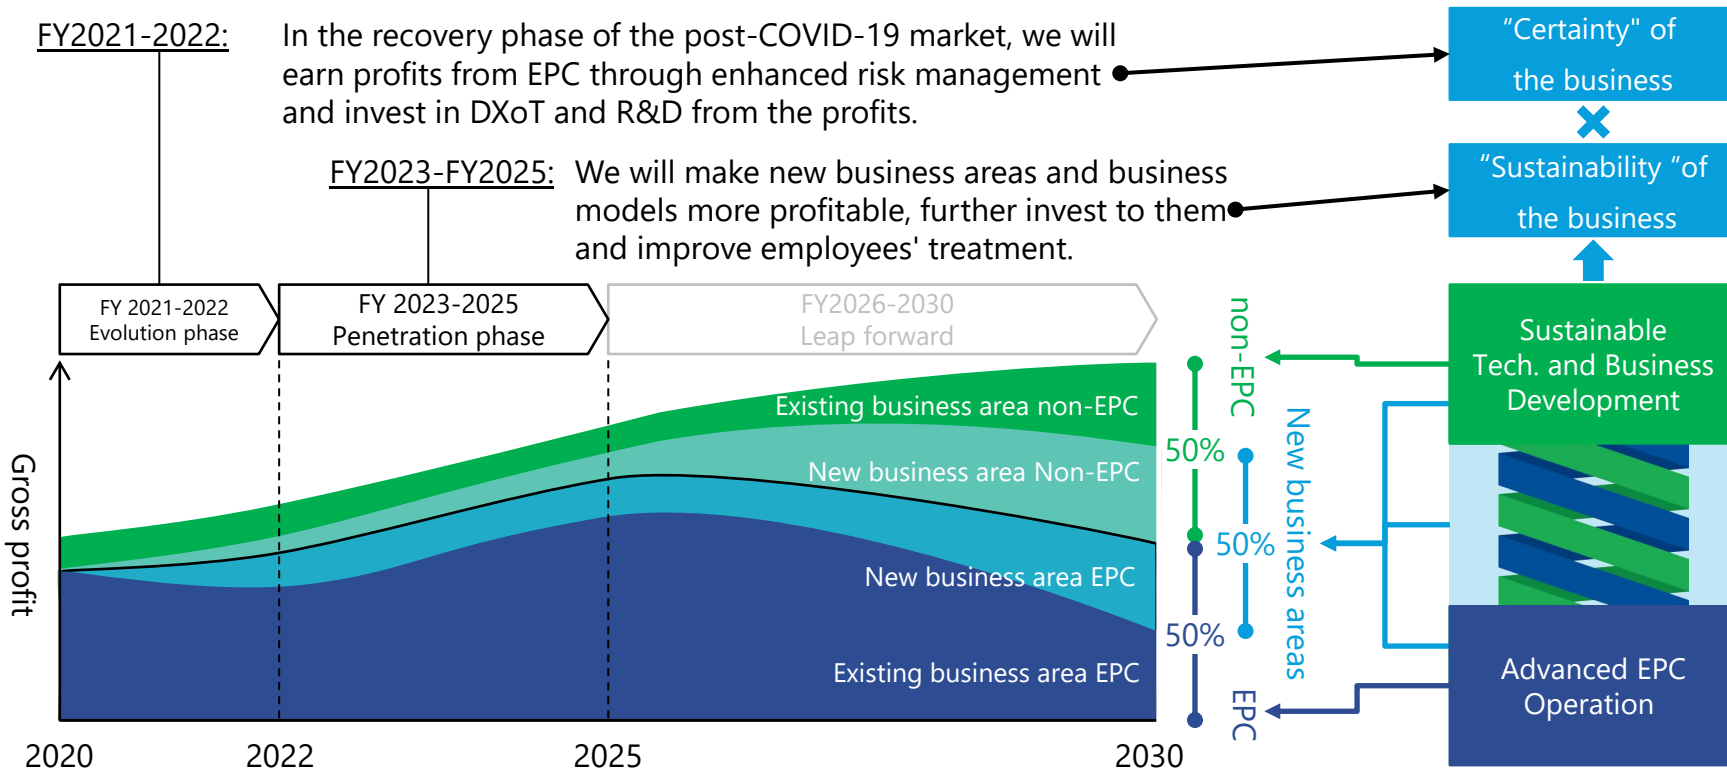 FY2021-2022:
In the recovery phase of the post-COVID-19 market, we will
earn profits from EPC through enhanced risk management
and invest in DXoT and R&D from the profits.
“Certainty" of
the business
FY2023-FY2025:
We will make new business areas and business
models more profitable, further invest to them
and improve employees' treatment.
“Sustainability “of
the business
FY 2021-2022
Evolution phase
FY 2023-2025
Penetration phase
FY2026-2030
Leap forward
Gross profit
Existing business area non-EPC
New business area Non-EPC
New business area EPC
Existing business area EPC
2020
2022
2025
2030
non-EPC
50%
50%
50%
EPC
New business areas
Sustainable
Tech. and Business
Development
Advanced EPC
Operation